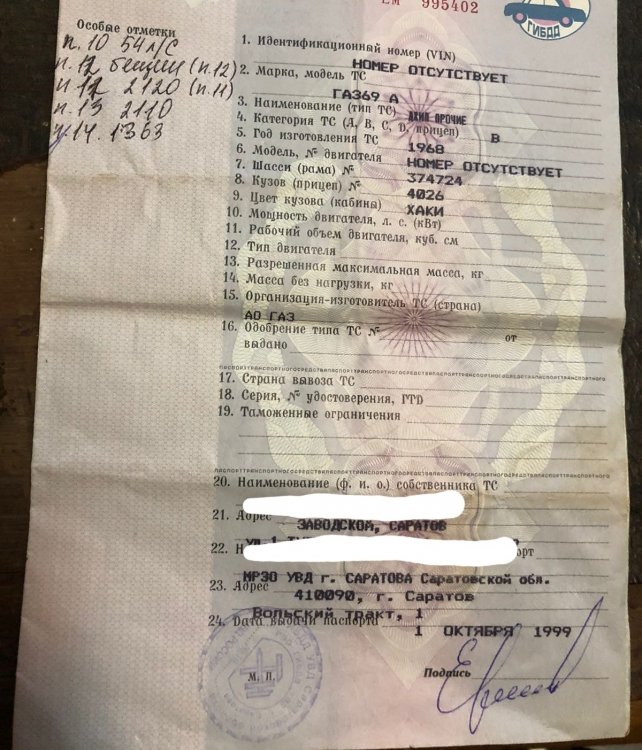 ЕМ 995402
ГИБДД
Особые отметки
п. 10 54 л/с
п. 12 бензин (п. 12)
п 12 2120 (п. 11)
п. 13 2110
п. 14. 1363
1. Идентификационный номер (VIN)
НОМЕР ОТСУТСТВУЕТ
2. Марка, модель ТС
ГАЗ69 А
3. Наименование (тип ТС) ДЖИП ПРОЧИЕ
4. Категория ТС (А, В, С, D, прицеп) В
5. Год изготовления ТС 1968
6. Модель, № двигателя НОМЕР ОТСУТСТВУЕТ
7. Шасси (рама) № 374724
8. Кузов (прицеп) № 4026
9. Цвет кузова (кабины) ХАКИ
10. Мощность двигателя, л. с. (кВт)
11. Рабочий объем двигателя, куб. см
12. Тип двигателя
13. Разрешенная максимальная масса, кг
14. Масса без нагрузки, кг
15. Организация-изготовитель ТС (страна)
АО ГАЗ
16. Одобрение типа ТС № от
выдано
17. Страна вывоза ТС
18. Серия, № удостоверения, ГТД
19. Таможенные ограничения
20. Наименование (ф. и. о.) собственника ТС
21. Адрес
ЗАВОДСКОЙ, САРАТОВ
22.
МРЭО УВД г. САРАТОВА Саратовской обл.
23. Адрес 410090, г. Саратов
Вольский тракт, 1
24. Дата выдачи паспорта
1 ОКТЯБРЯ 1999
М. П. Подпись